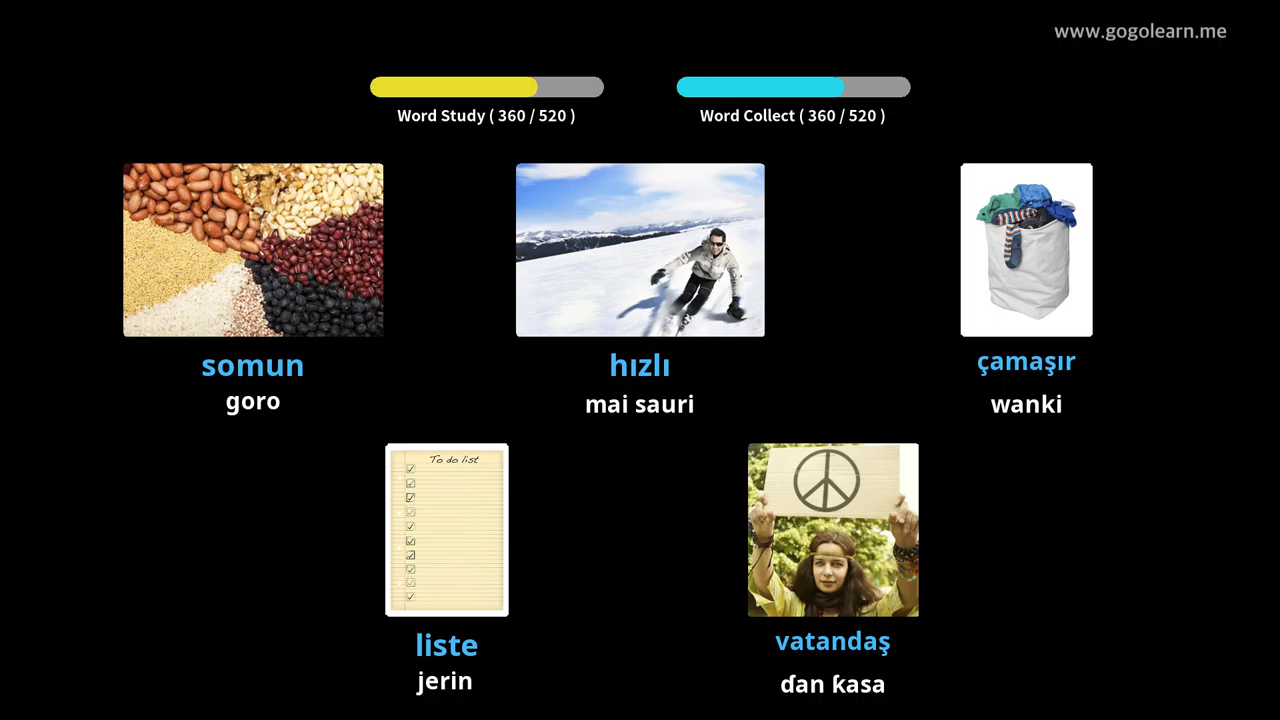 www.gogolearn.me
Word Study ( 360 / 520 )
Word Collect ( 360 / 520 )
somun
goro
hızlı
mai sauri
çamaşır
wanki
To do list
liste
jerin
vatandaş
ɗan ƙasa